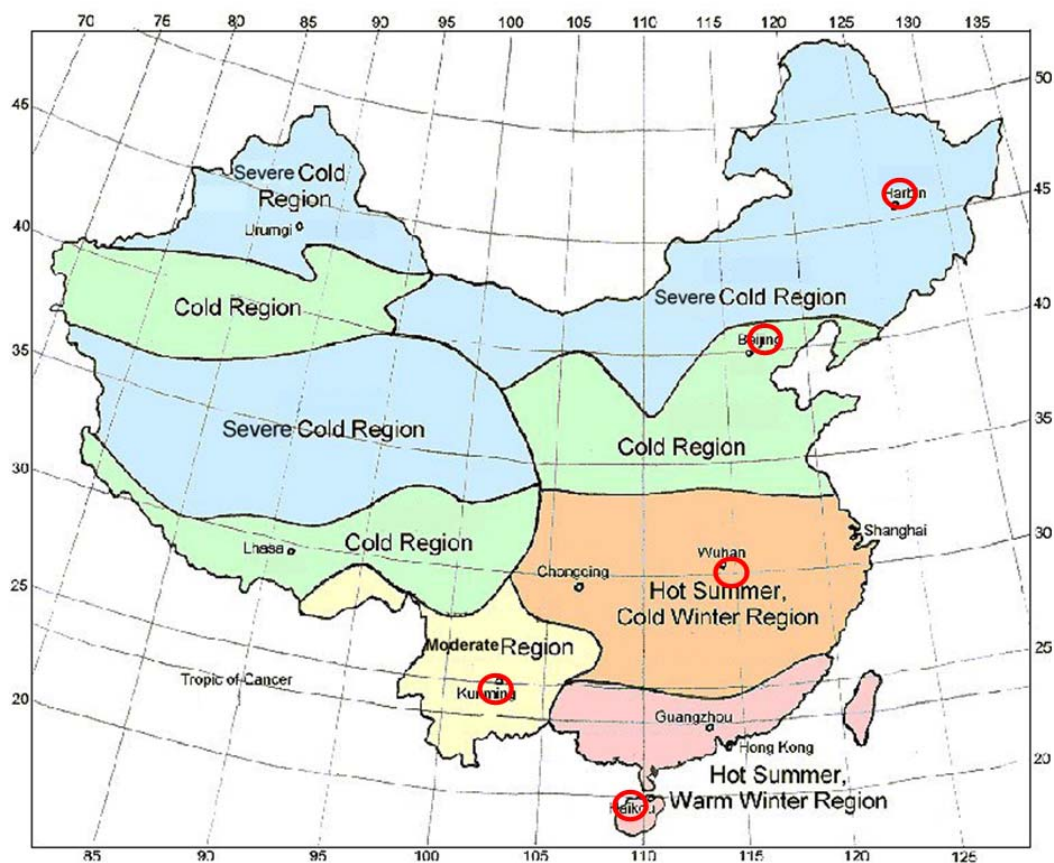 70 75 80 85 90 95 100 105 110 115 120 125 130 135
50
45
45
40
40
35
35
30
30
25
25
20
20
Severe Cold
Region
Urumgi
Cold Region
Harbin
Severe Cold Region
Beijing
Severe Cold Region
Cold Region
Lhasa
Cold Region
Shanghai
Wuhan
Chongcing
Hot Summer,
Cold Winter Region
Moderate Region
Tropic of Cancer
Kunming
Guangzhou
Hong Kong
Hot Summer,
Warm Winter Region
Haikou
85 90 95 100 105 110 115 120 125